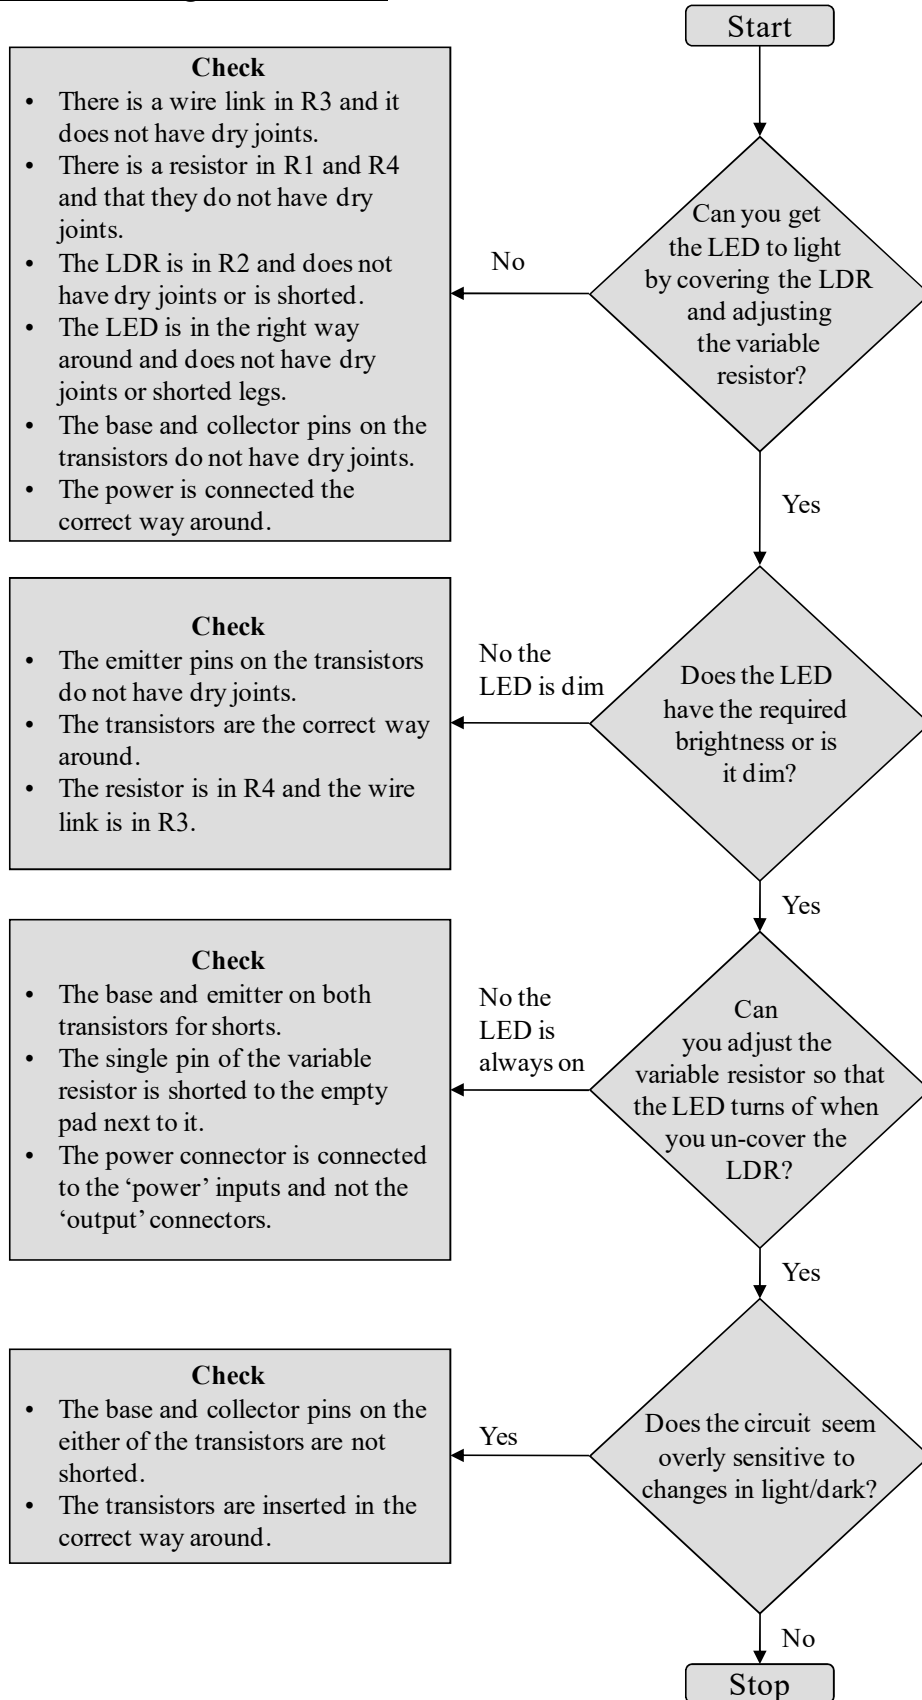 Start
Check
• There is a wire link in R3 and it
does not have dry joints.
• There is a resistor in R1 and R4
and that they do not have dry
joints.
• The LDR is in R2 and does not
have dry joints or is shorted.
• The LED is in the right way
around and does not have dry
joints or shorted legs.
• The base and collector pins on the
transistors do not have dry joints.
• The power is connected the
correct way around.
No
Can you get
the LED to light
by covering the LDR
and adjusting
the variable
resistor?
Yes
Check
• The emitter pins on the transistors
do not have dry joints.
• The transistors are the correct way
around.
• The resistor is in R4 and the wire
link is in R3.
No the
LED is dim
Does the LED
have the required
brightness or is
it dim?
Yes
Check
• The base and emitter on both
transistors for shorts.
• The single pin of the variable
resistor is shorted to the empty
pad next to it.
• The power connector is connected
to the ‘power’ inputs and not the
‘output’ connectors.
No the
LED is
always on
Can
you adjust the
variable resistor so that
the LED turns of when
you un-cover the
LDR?
Yes
Check
• The base and collector pins on the
either of the transistors are not
shorted.
• The transistors are inserted in the
correct way around.
Yes
Does the circuit seem
overly sensitive to
changes in light/dark?
No
Stop